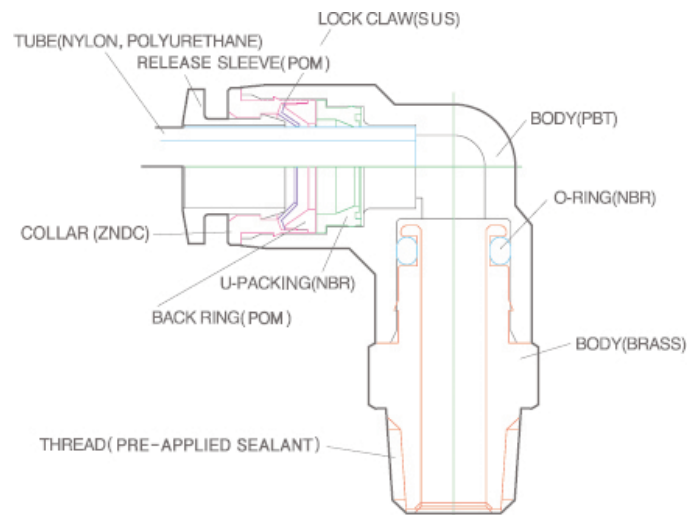 LOCK CLAW(SUS)
TUBE(NYLON, POLYURETHANE)
RELEASE SLEEVE(POM)
BODY(PBT)
O-RING(NBR)
COLLAR (ZNDC)
U-PACKING(NBR)
BACK RING(POM)
BODY(BRASS)
THREAD(PRE-APPLIED SEALANT)